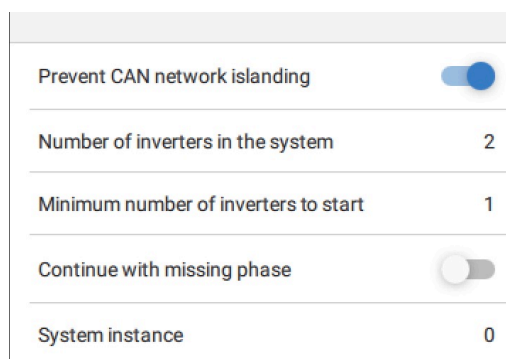 Prevent CAN network islanding
Number of inverters in the system 2
Minimum number of inverters to start 1
Continue with missing phase
System instance 0